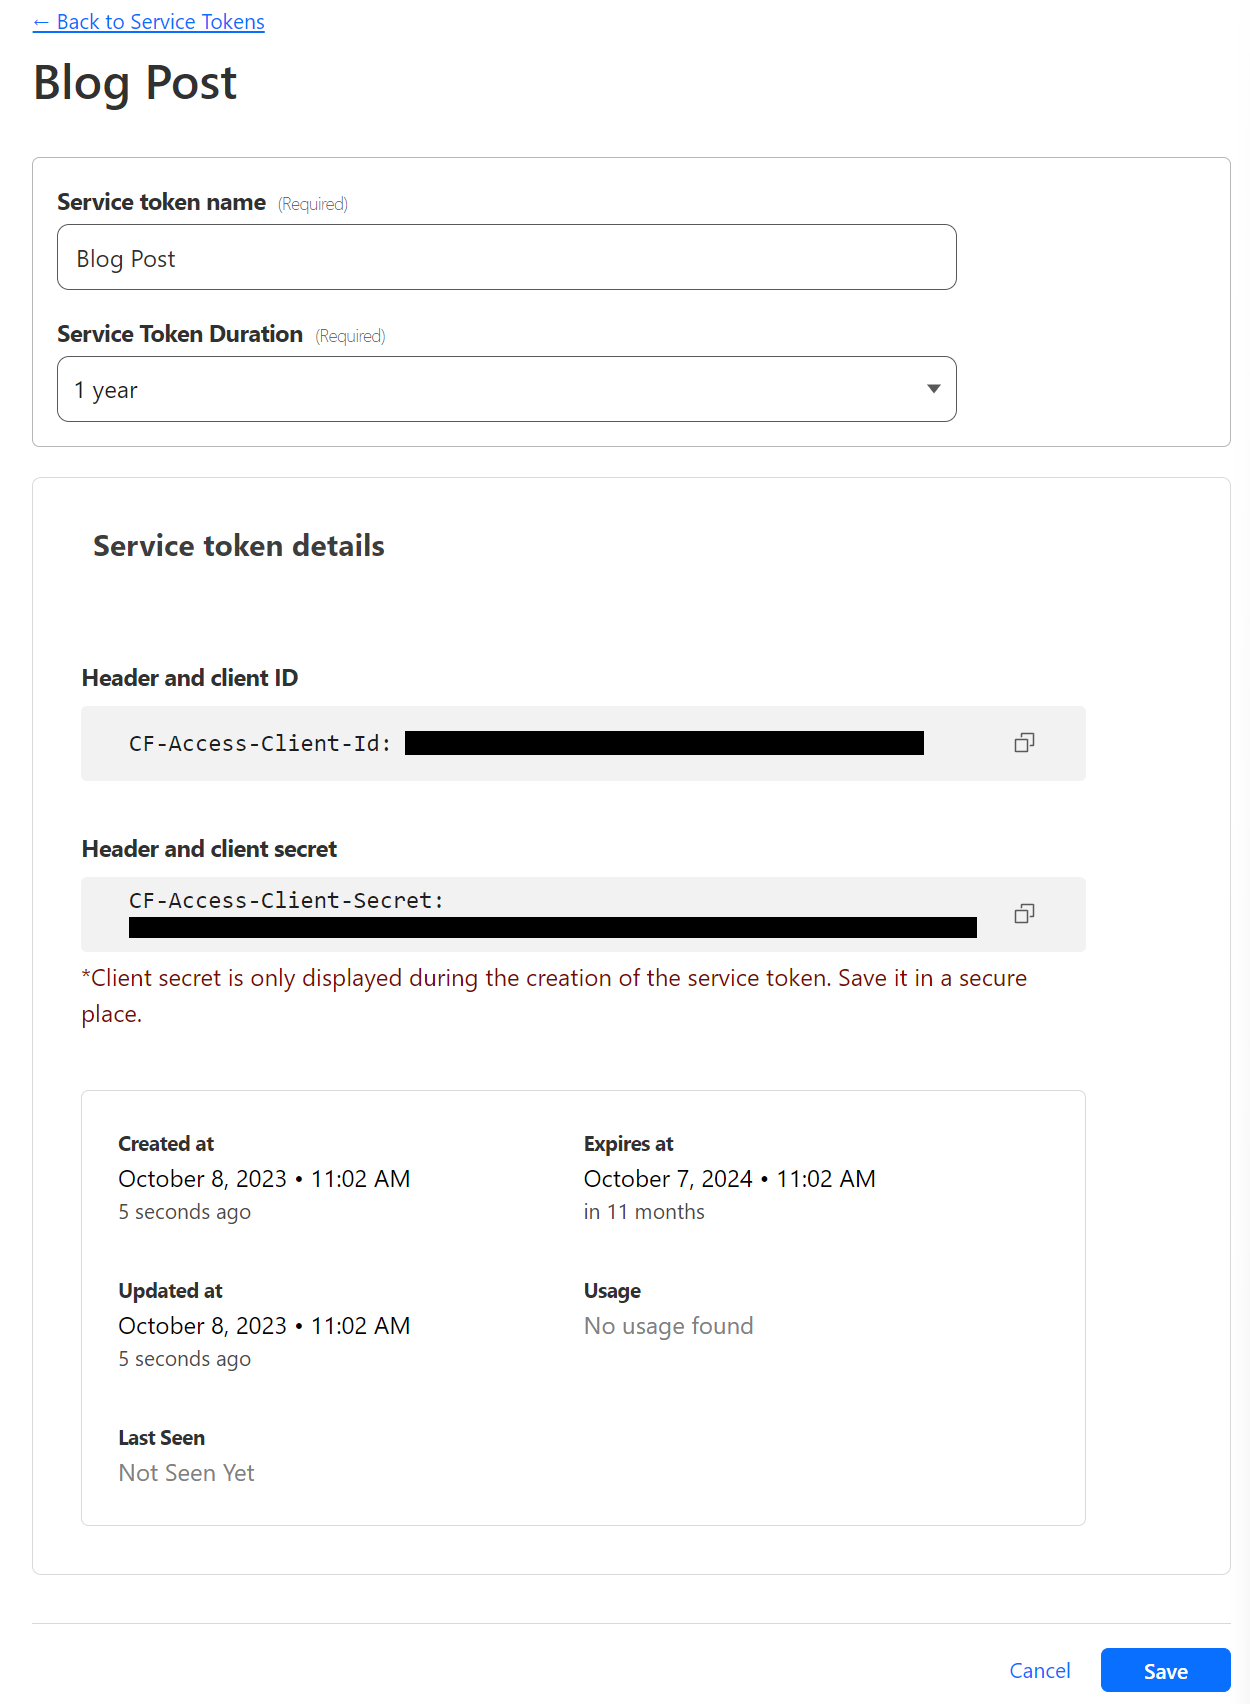 ← Back to Service Tokens
Blog Post
Service token name (Required)
Blog Post
Service Token Duration (Required)
1 year
Service token details
Header and client ID
CF-Access-Client-Id:
Header and client secret
CF-Access-Client-Secret:
*Client secret is only displayed during the creation of the service token. Save it in a secure
place.
Created at
October 8, 2023 • 11:02 AM
5 seconds ago
Expires at
October 7, 2024 • 11:02 AM
in 11 months
Updated at
October 8, 2023 • 11:02 AM
5 seconds ago
Usage
No usage found
Last Seen
Not Seen Yet
Cancel
Save